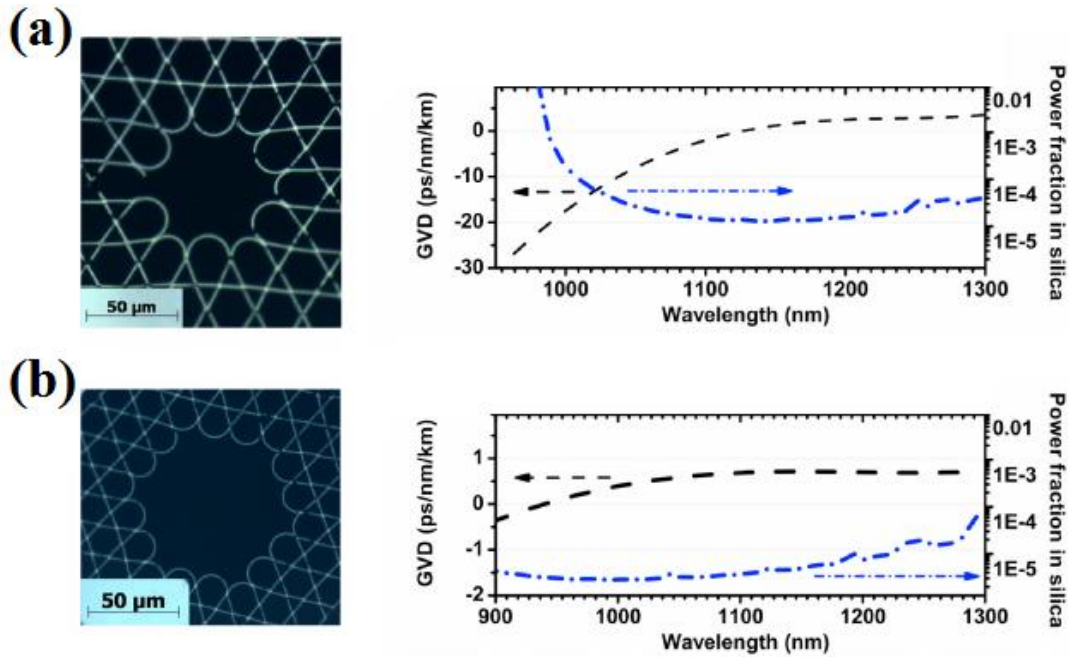 (a)
50 µm
GVD (ps/nm/km)
0
-10
-20
-30
1000
1100
1200
1300
Wavelength (nm)
0.01
1E-3
1E-4
1E-5
Power fraction in silica
(b)
50 µm
GVD (ps/nm/km)
1
0
-1
-2
900
1000
1100
1200
1300
Wavelength (nm)
0.01
1E-3
1E-4
1E-5
Power fraction in silica